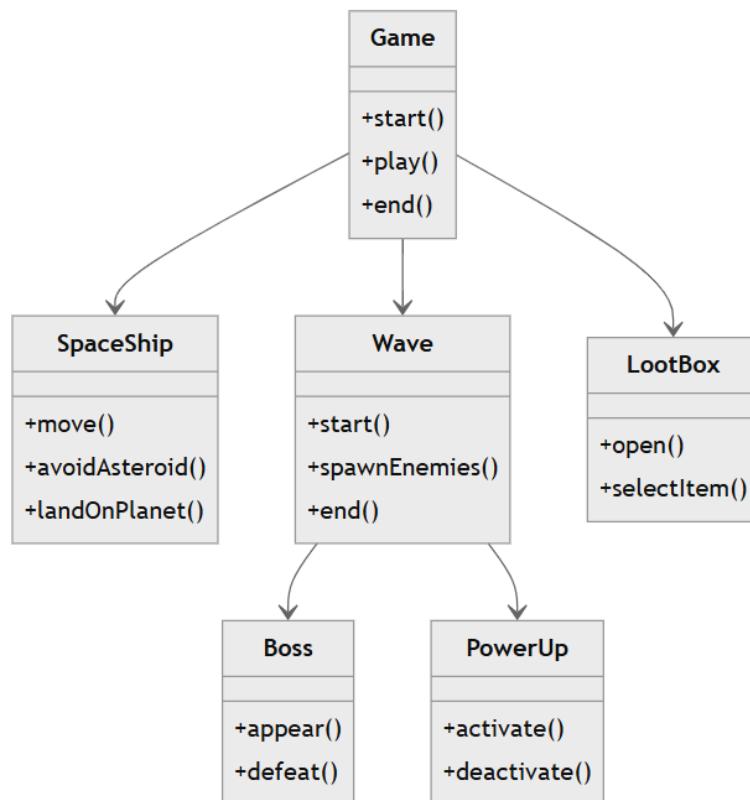 Game
+start()
+play()
+end()
SpaceShip
+move()
+avoidAsteroid()
+landOnPlanet()
Wave
+start()
+spawnEnemies()
+end()
LootBox
+open()
+selectItem()
Boss
+appear()
+defeat()
PowerUp
+activate()
+deactivate()